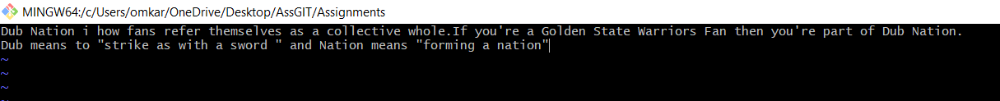 MINGW64:/c/Users/omkar/OneDrive/Desktop/AssGIT/Assignments
Dub Nation i how fans refer themselves as a collective whole.If you're a Golden State Warriors Fan then you're part of Dub Nation.
Dub means to "strike as with a sword " and Nation means "forming a nation"
~
~
~
~